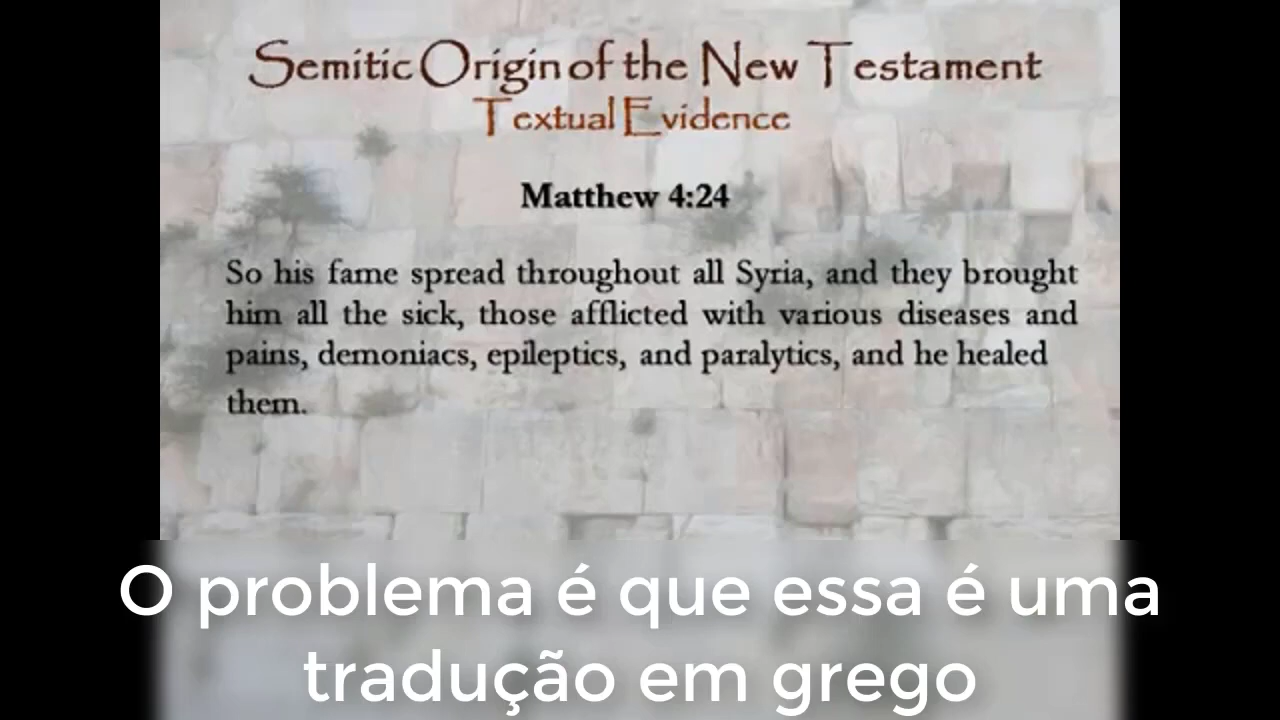 Semitic Origin of the New Testament
Textual Evidence
Matthew 4:24
So his fame spread throughout all Syria, and they brought
him all the sick, those afflicted with various diseases and
pains, demoniacs, epileptics, and paralytics, and he healed
them.
O problema é que essa é uma
tradução em grego